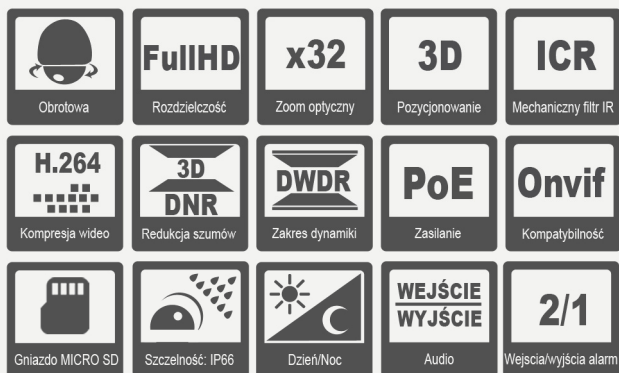 Obrotowa
FullHD
Rozdzielczość
x32
Zoom optyczny
3D
Pozycjonowanie
ICR
Mechaniczny filtr IR
H.264
Kompresja wideo
3D
DNR
Redukcja szumów
DWDR
Zakres dynamiki
PoE
Zasilanie
Onvif
Kompatybilność
Gniazdo MICRO SD
Szczelność: IP66
Dzień/Noc
WEJŚCIE
WYJŚCIE
Audio
2/1
Wejscia/wyjścia alarm